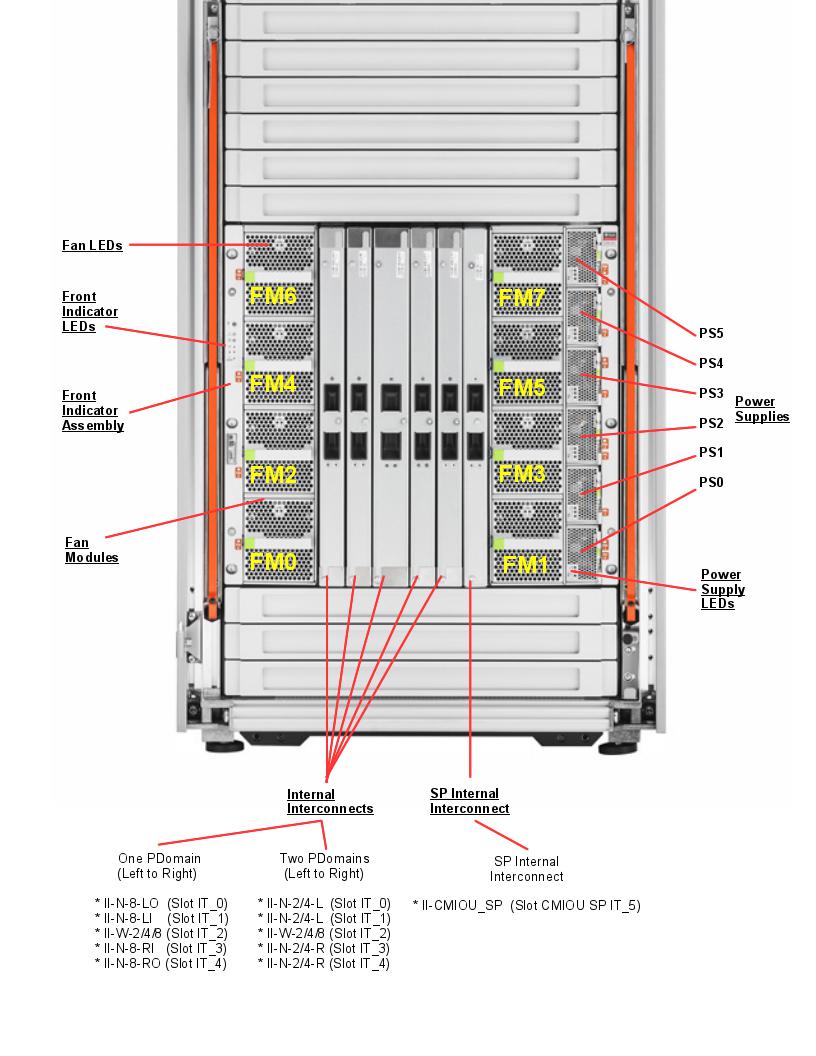 Fan LEDs
FM6
FM7
Front
Indicator
LEDs
PS5
PS4
FM4
FM5
PS3
Front
Indicator
Assembly
Power
Supplies
PS2
PS1
FM2
FM3
PS0
Fan
Modules
FM0
FM1
Power
Supply
LEDs
Internal
Interconnects
SP Internal
Interconnect
One PDomain
(Left to Right)
* II-N-8-LO (Slot IT_0)
* II-N-8-LI (Slot IT_1)
* II-W-2/4/8 (Slot IT_2)
* II-N-8-RI (Slot IT_3)
* II-N-8-RO (Slot IT_4)
Two PDomains
(Left to Right)
* II-N-2/4-L (Slot IT_0)
* II-N-2/4-L (Slot IT_1)
* II-W-2/4/8 (Slot IT_2)
* II-N-2/4-R (Slot IT_3)
* II-N-2/4-R (Slot IT_4)
SP Internal
Interconnect
* II-CMIOU_SP (Slot CMIOU SP IT_5)